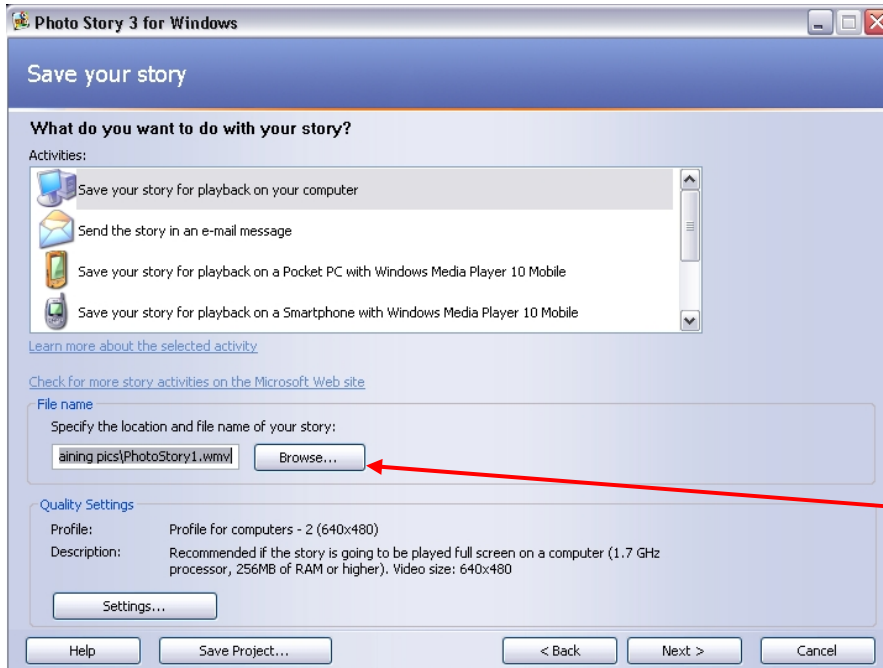 Photo Story 3 for Windows
Save your story
What do you want to do with your story?
Activities:
Save your story for playback on your computer
Send the story in an e-mail message
Save your story for playback on a Pocket PC with Windows Media Player 10 Mobile
Save your story for playback on a Smartphone with Windows Media Player 10 Mobile
Learn more about the selected activity
Check for more story activities on the Microsoft Web site
File name
Specify the location and file name of your story:
aining pics\PhotoStory1.wmv Browse...
Quality Settings
Profile: Profile for computers - 2 (640x480)
Description: Recommended if the story is going to be played full screen on a computer (1.7 GHz
processor, 256MB of RAM or higher). Video size: 640x480
Settings...
Help Save Project... < Back Next > Cancel